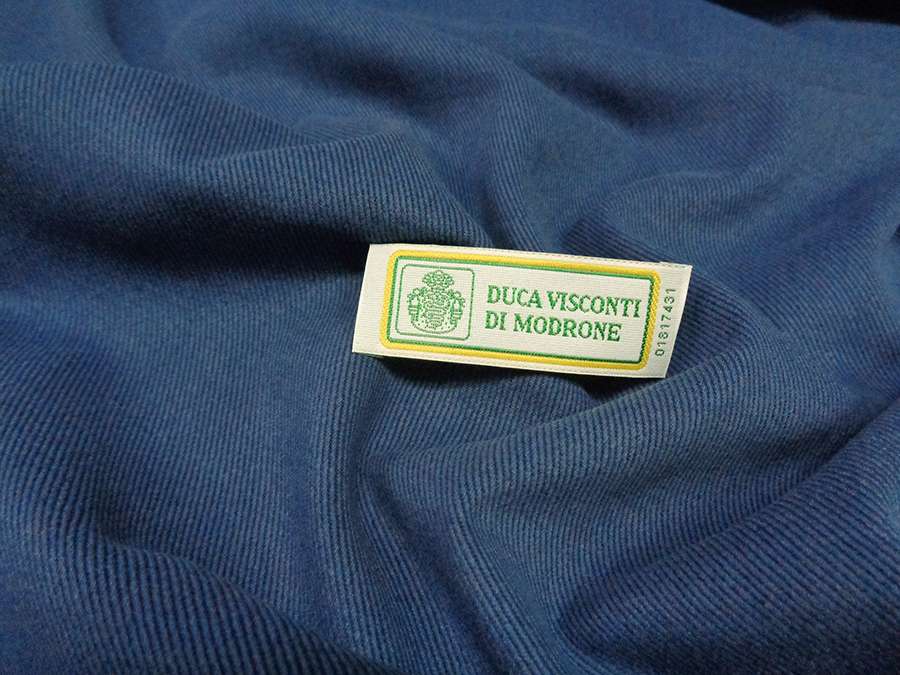 DUCA VISCONTI
DI MODRONE
01817431